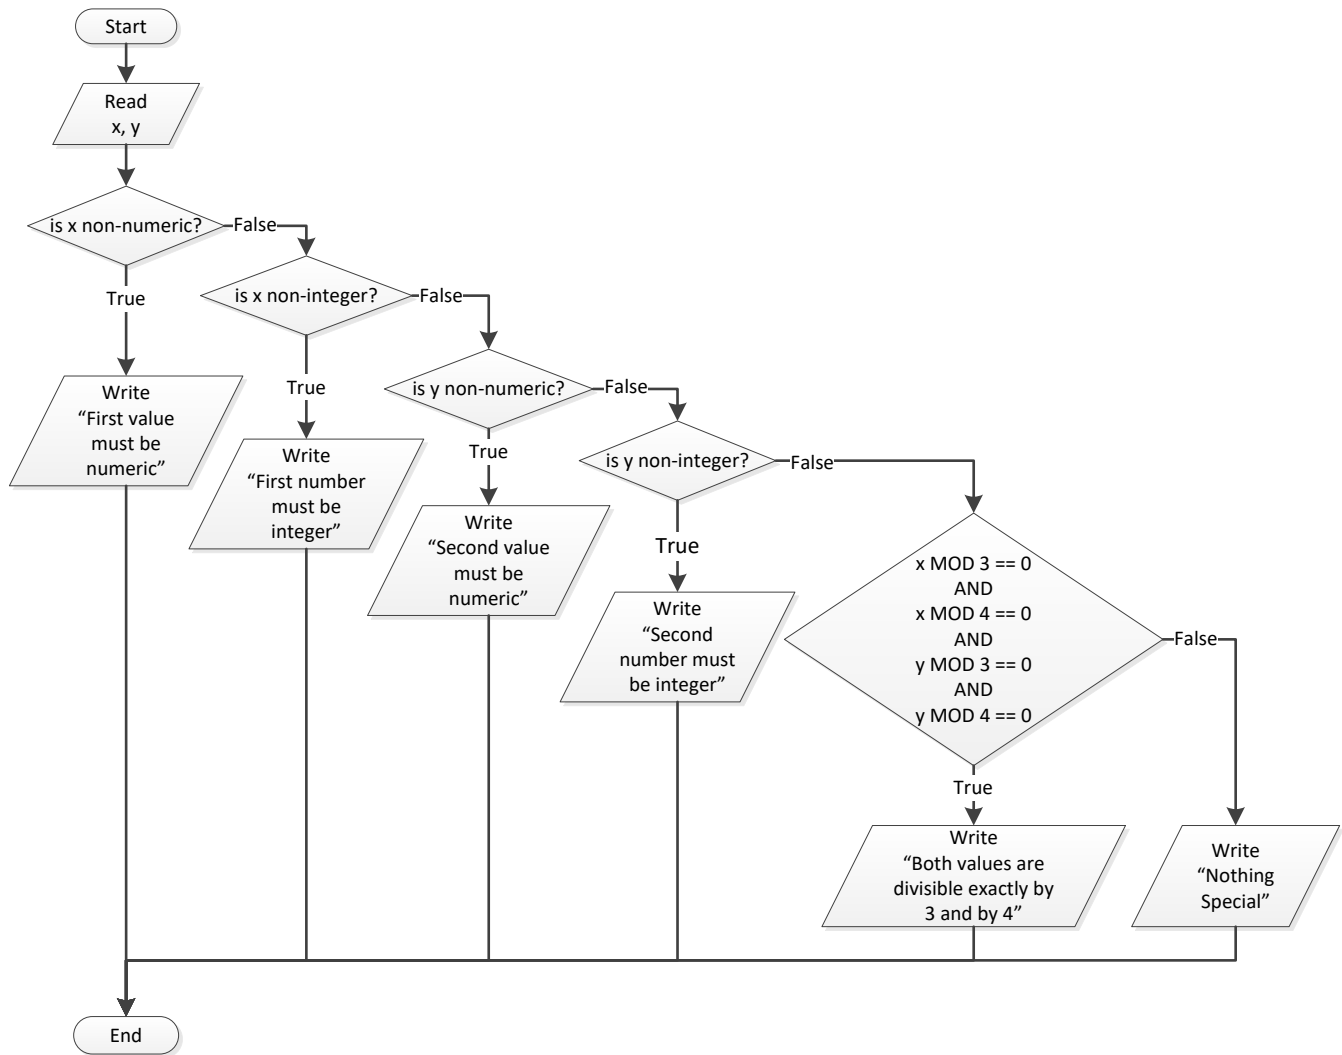 Start
Read
x, y
is x non-numeric?
False
True
Write
“First value
must be
numeric”
is x non-integer?
False
True
Write
“First number
must be
integer”
is y non-numeric?
False
True
Write
“Second value
must be
numeric”
is y non-integer?
False
True
Write
“Second
number must
be integer”
x MOD 3 == 0
AND
x MOD 4 == 0
AND
y MOD 3 == 0
AND
y MOD 4 == 0
False
True
Write
“Both values are
divisible exactly by
3 and by 4”
Write
“Nothing
Special”
End